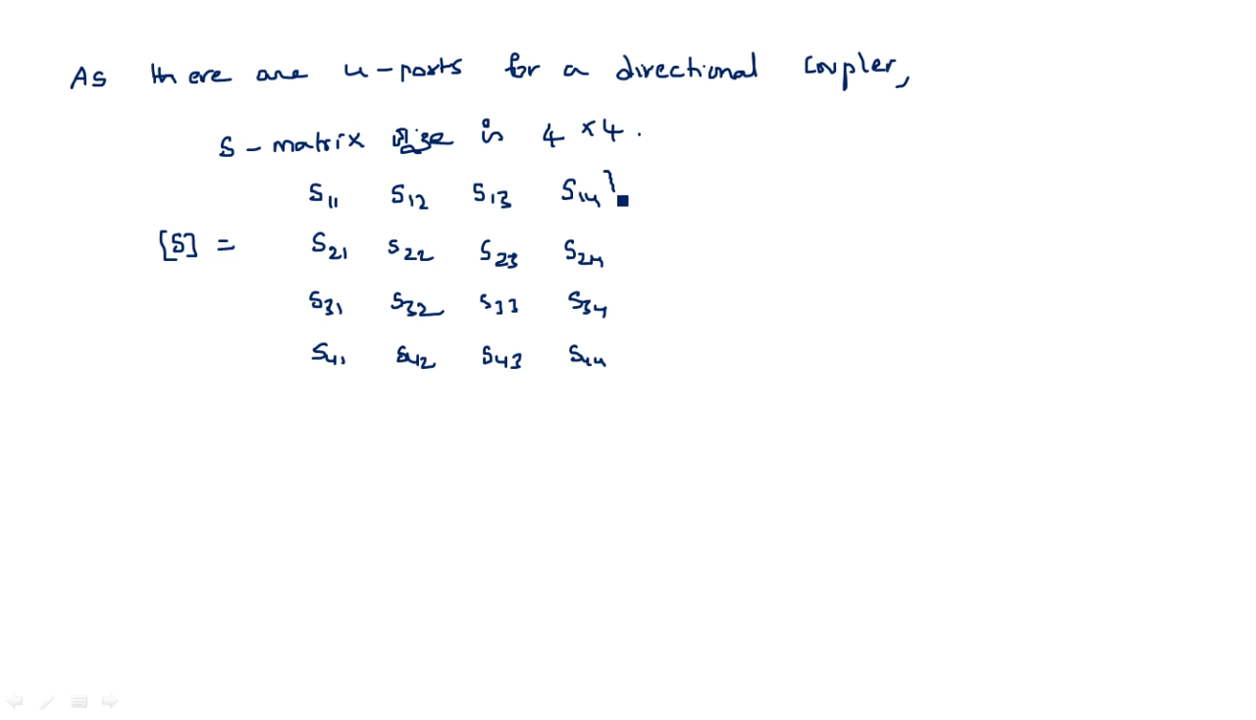 As there are 4-ports for a directional coupler,
S-matrix size is 4 × 4.
S11 S12 S13 S14
[S] = S21 S22 S23 S24
S31 S32 S33 S34
S41 S42 S43 S44